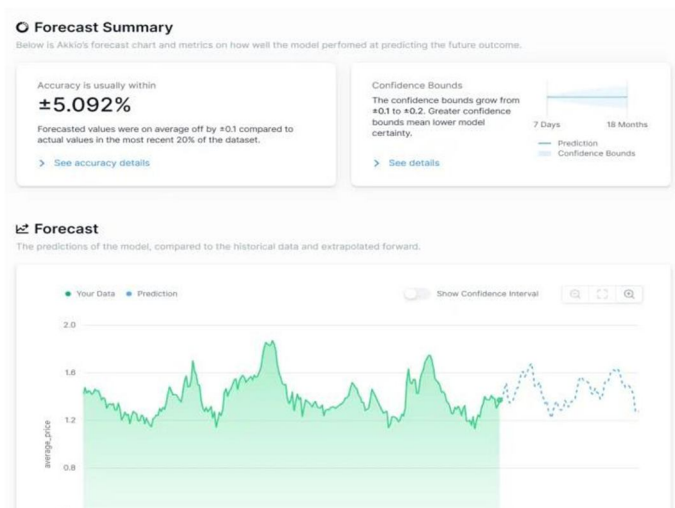 Forecast Summary
Below is Akkio's forecast chart and metrics on how well the model perfomed at predicting the future outcome.
Accuracy is usually within
±5.092%
Forecasted values were on average off by ±0.1 compared to
actual values in the most recent 20% of the dataset.
See accuracy details
Confidence Bounds
The confidence bounds grow from
±0.1 to ±0.2. Greater confidence
bounds mean lower model
certainty.
See details
7 Days 18 Months
Prediction
Confidence Bounds
Forecast
The predictions of the model, compared to the historical data and extrapolated forward.
Your Data Prediction
Show Confidence Interval
2.0
1.6
1.2
0.8
average_price